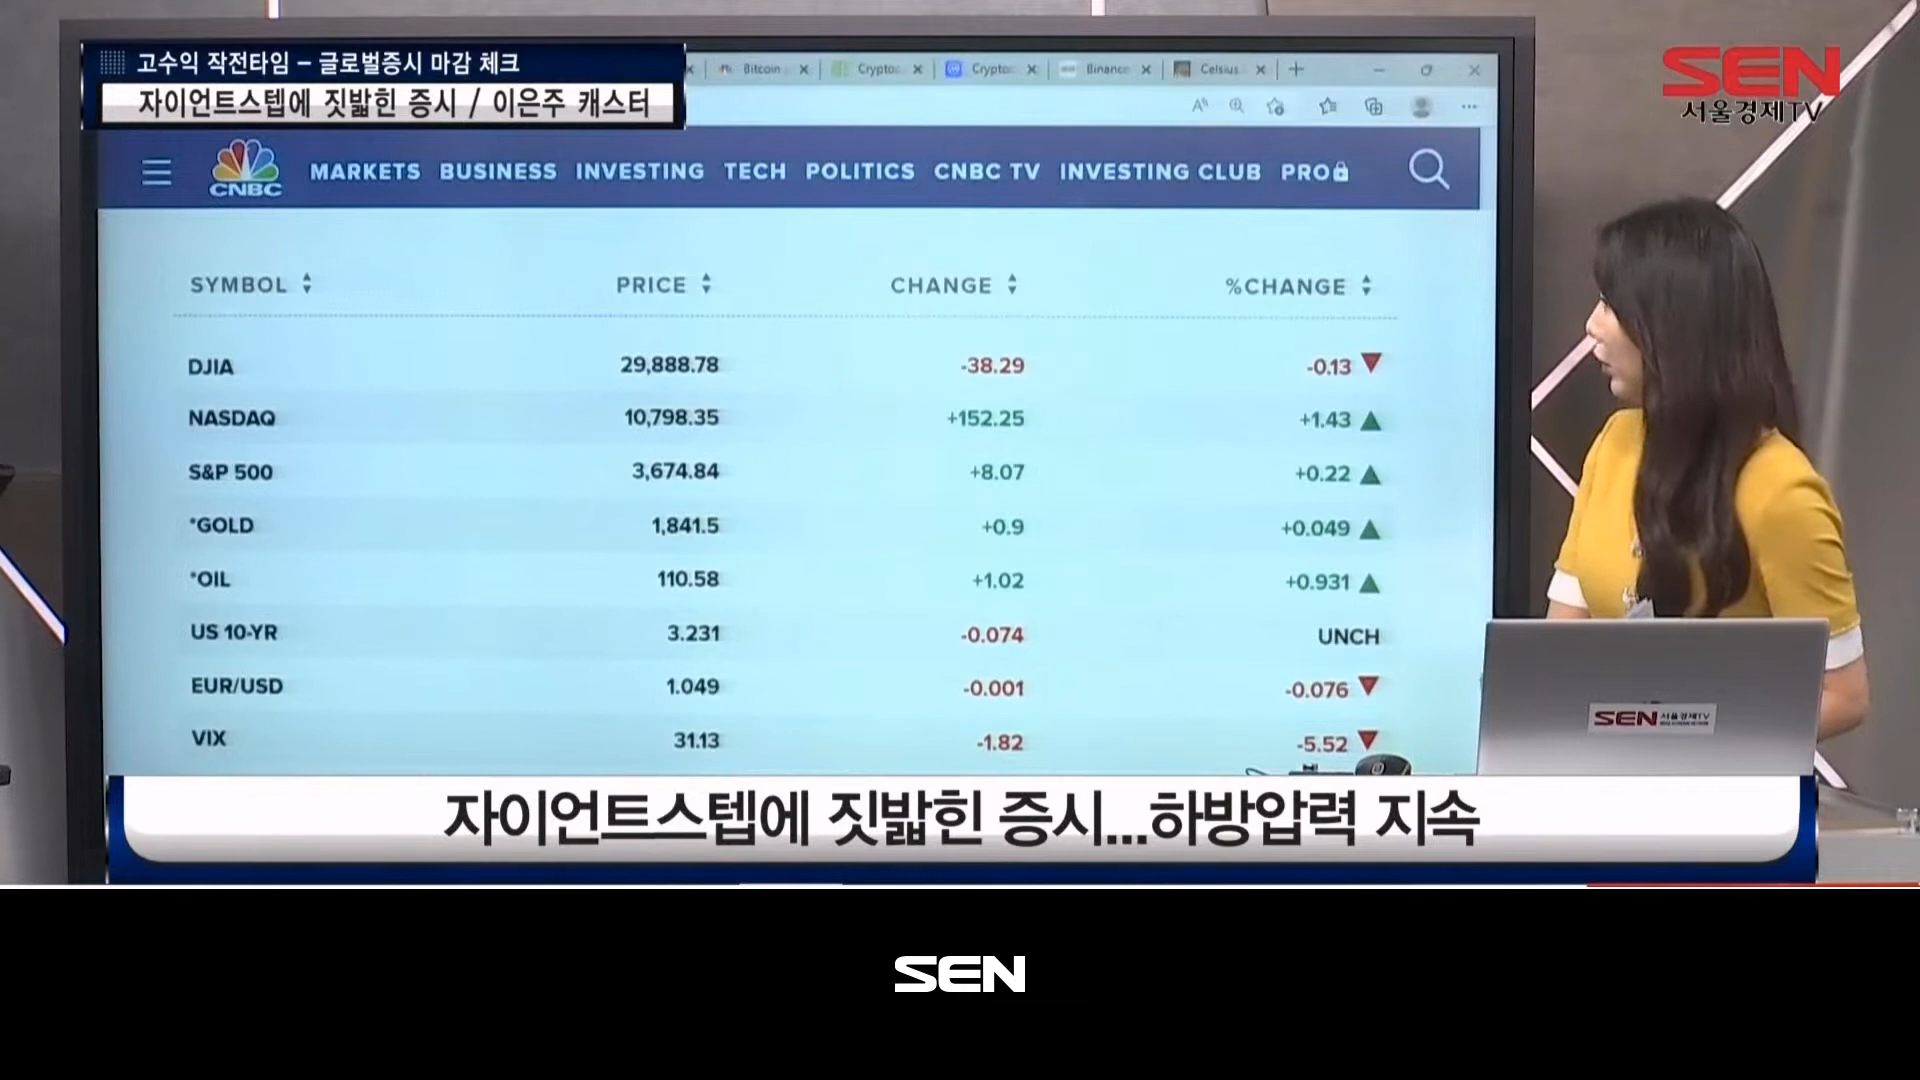 고수익 작전타임 – 글로벌증시 마감 체크
자이언트스텝에 짓밟힌 증시 / 이은주 캐스터
Bitcoin
Crypto
Crypto
Binance
Celsius
SEN
서울경제TV
CNBC
MARKETS BUSINESS INVESTING TECH POLITICS CNBC TV INVESTING CLUB PRO
SYMBOL PRICE CHANGE %CHANGE
DJIA 29,888.78 -38.29 -0.13
NASDAQ 10,798.35 +152.25 +1.43
S&P 500 3,674.84 +8.07 +0.22
*GOLD 1,841.5 +0.9 +0.049
*OIL 110.58 +1.02 +0.931
US 10-YR 3.231 -0.074 UNCH
EUR/USD 1.049 -0.001 -0.076
VIX 31.13 -1.82 -5.52
SEN 서울경제TV
자이언트스텝에 짓밟힌 증시...하방압력 지속
SEN